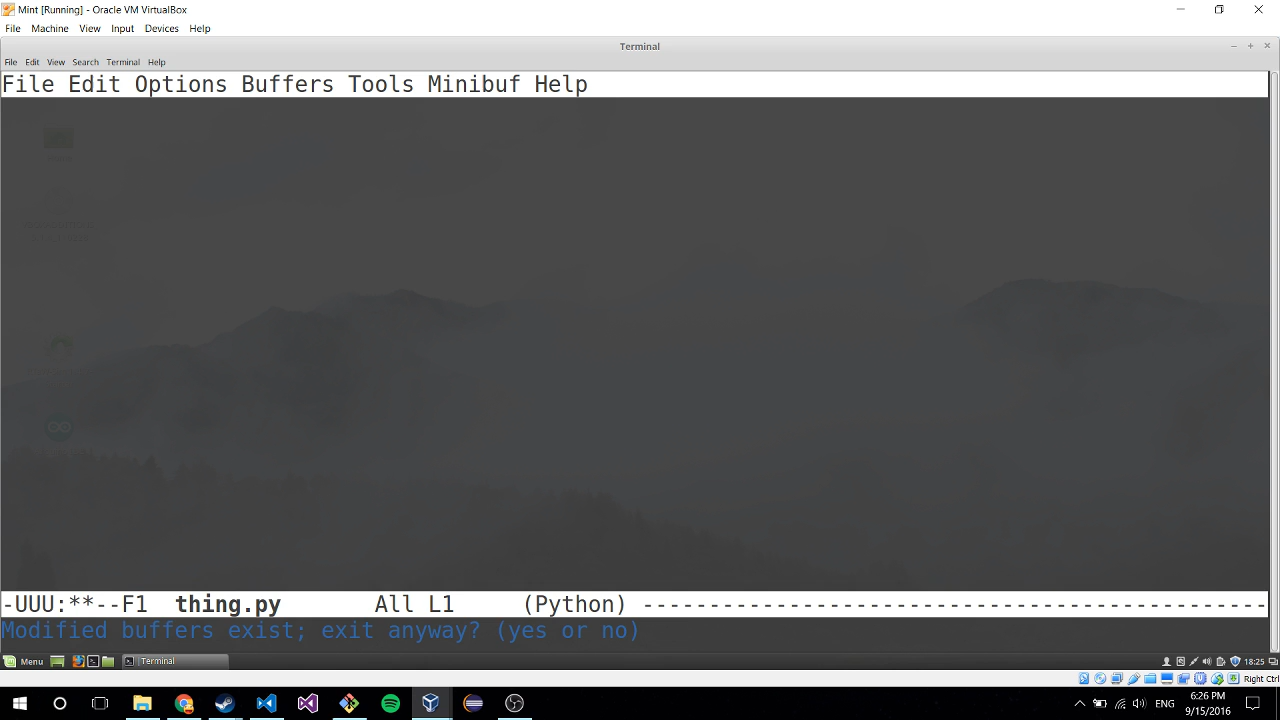 Mint [Running] - Oracle VM VirtualBox
File Machine View Input Devices Help
Terminal
File Edit View Search Terminal Help
File Edit Options Buffers Tools Minibuf Help
-UUU:**--F1 thing.py All L1 (Python) -----------------------------------------------
Modified buffers exist; exit anyway? (yes or no)
Menu Terminal 18:25
Right Ctrl
ENG 6:26 PM
9/15/2016